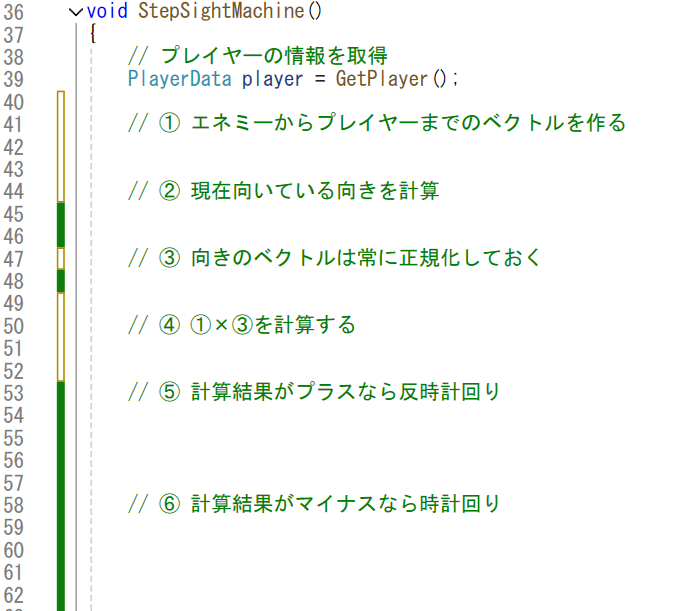 36 void StepSightMachine()
37 {
38 // プレイヤーの情報を取得
39 PlayerData player = GetPlayer();
40
41 // ① エネミーからプレイヤーまでのベクトルを作る
42
43
44 // ② 現在向いている向きを計算
45
46
47 // ③ 向きのベクトルは常に正規化しておく
48
49
50 // ④ ①×③を計算する
51
52
53 // ⑤ 計算結果がプラスなら反時計回り
54
55
56
57
58 // ⑥ 計算結果がマイナスなら時計回り
59
60
61
62